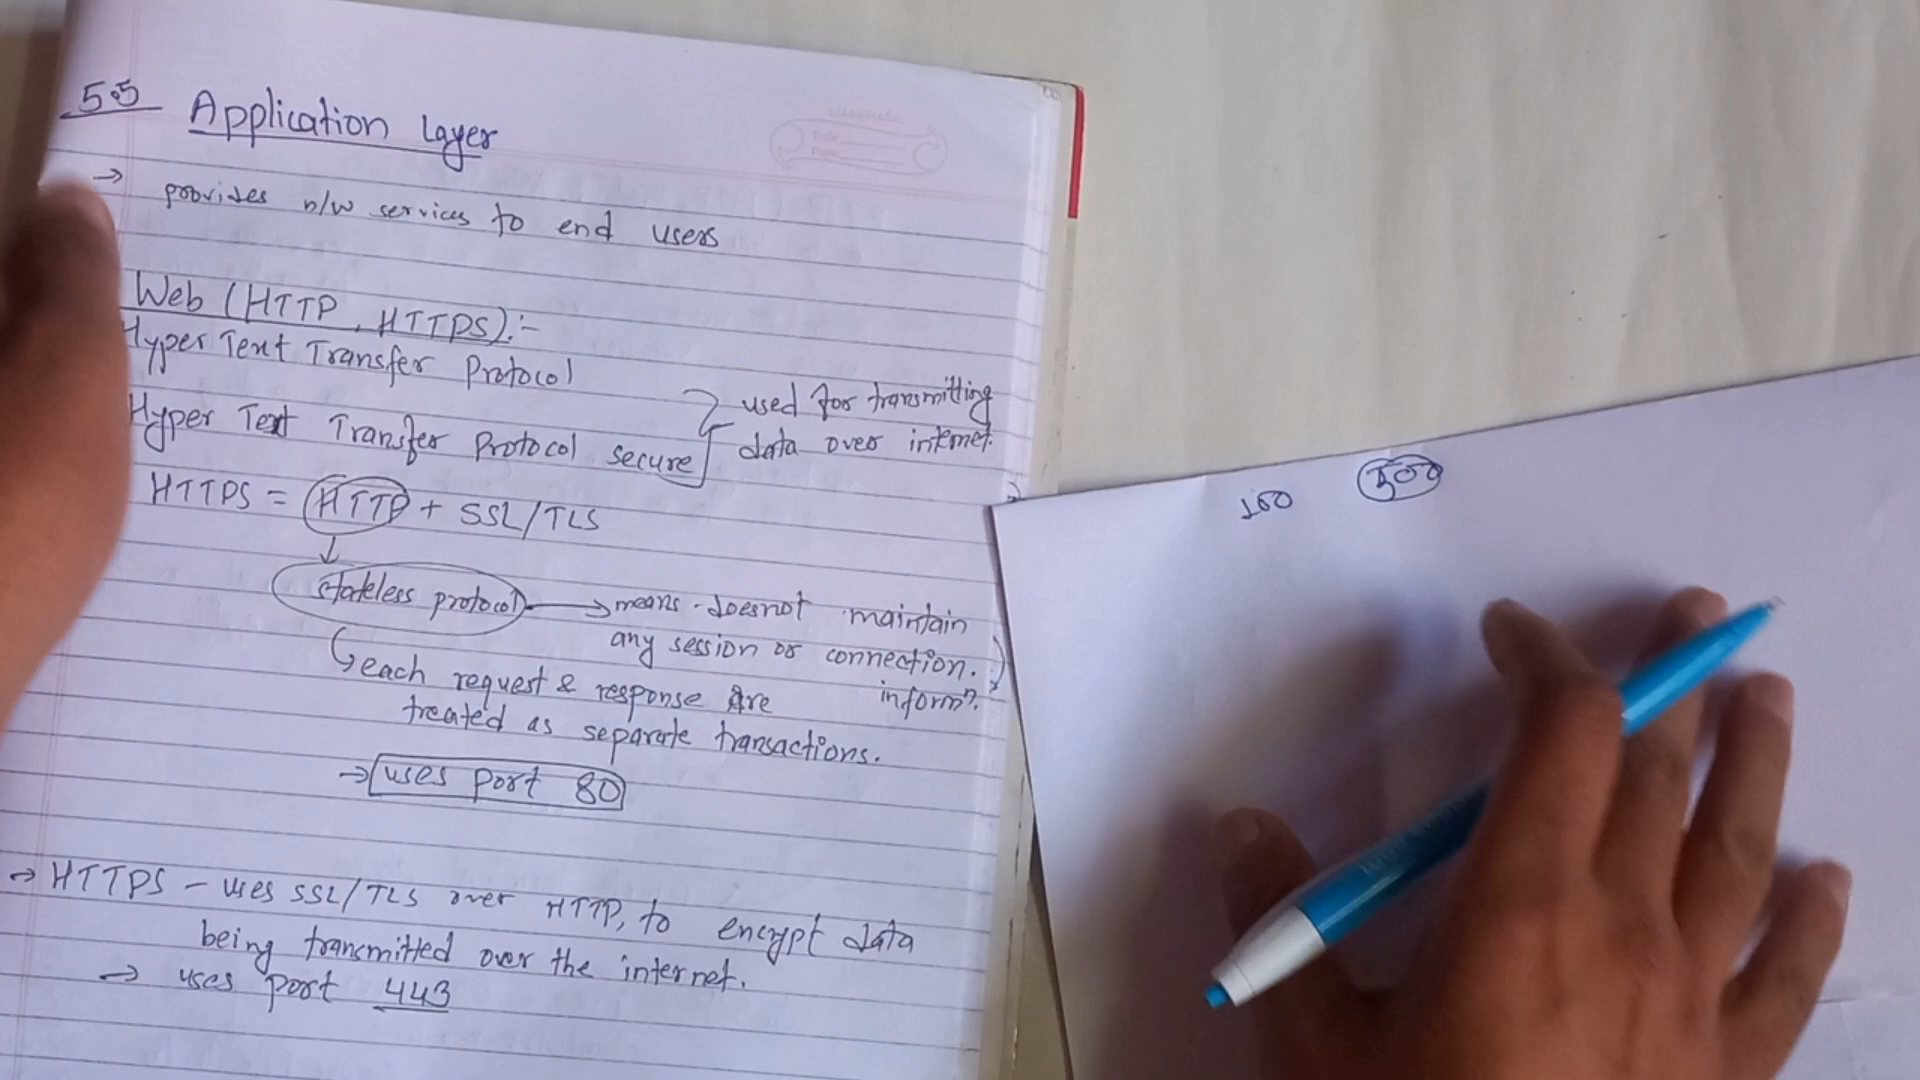 5.5 Application Layer
→ provides n/w services to end users
Web (HTTP, HTTPS):-
Hyper Text Transfer Protocol
Hyper Text Transfer Protocol secure
used for transmitting
data over internet.
HTTPS = HTTP + SSL/TLS
↓
stateless protocol → means doesnot maintain
any session or connection.
informⁿ.
each request & response are
treated as separate transactions.
→ uses port 80
→ HTTPS - uses SSL/TLS over HTTP, to encrypt data
being transmitted over the internet.
→ uses port 443
500